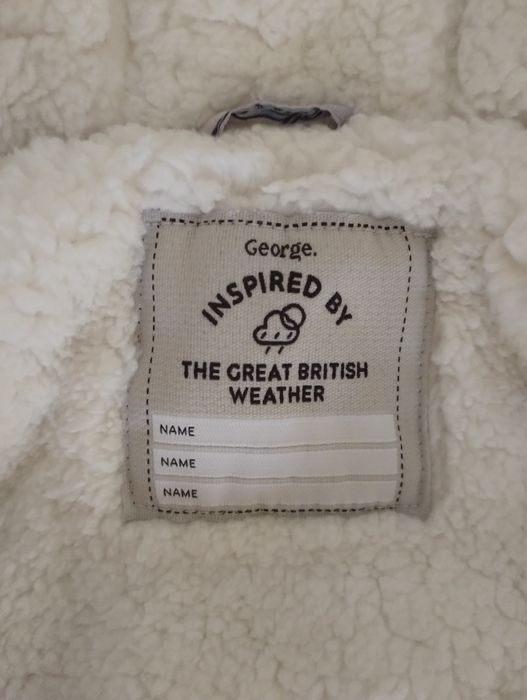 George.
INSPIRED BY
THE GREAT BRITISH
WEATHER
NAME
NAME
NAME